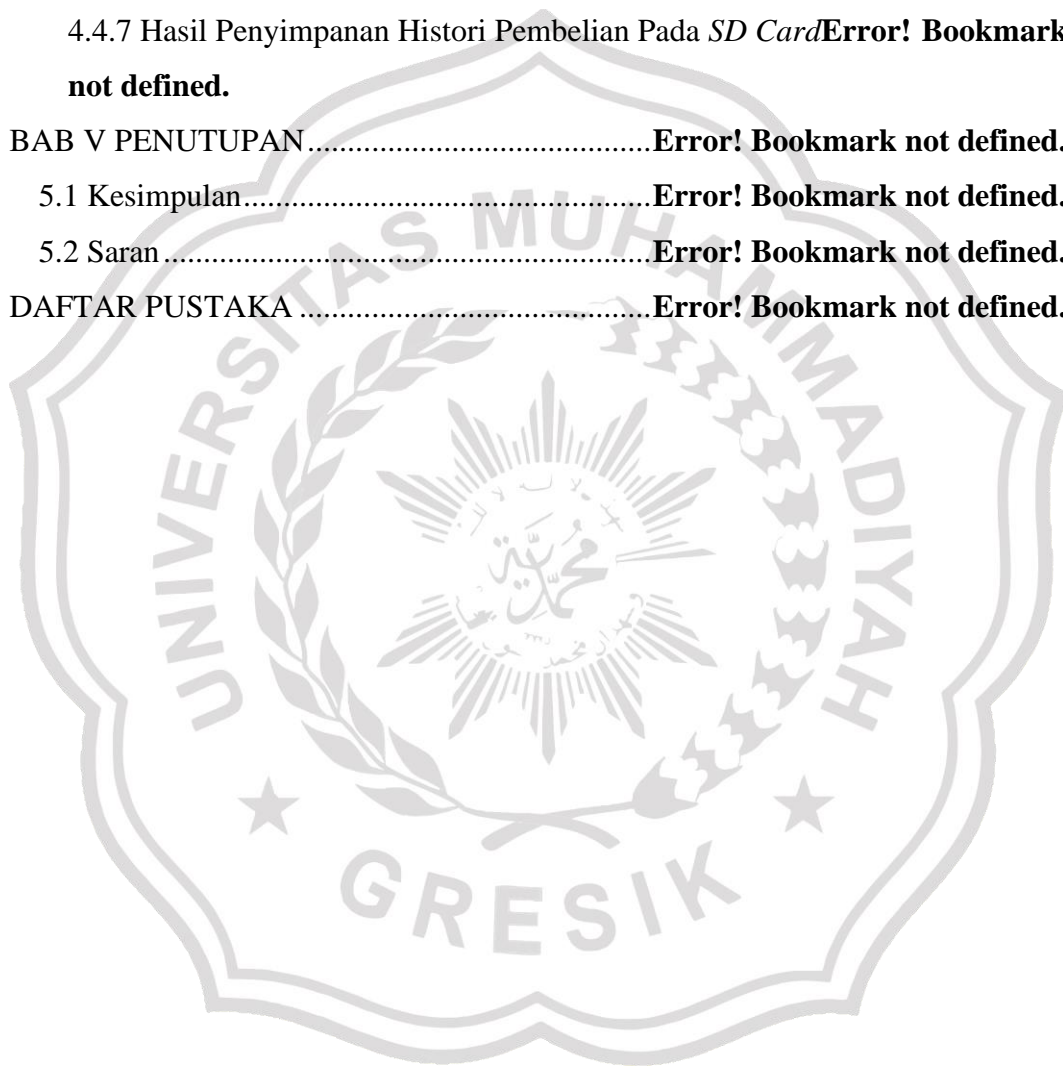 4.4.7 Hasil Penyimpanan Histori Pembelian Pada SD CardError! Bookmark
not defined.
BAB V PENUTUPAN..................................................Error! Bookmark not defined.
5.1 Kesimpulan..........................................................Error! Bookmark not defined.
5.2 Saran......................................................................Error! Bookmark not defined.
DAFTAR PUSTAKA ..................................................Error! Bookmark not defined.
UNIVERSITAS MUHAMMADIYAH
محمد
GRESIK